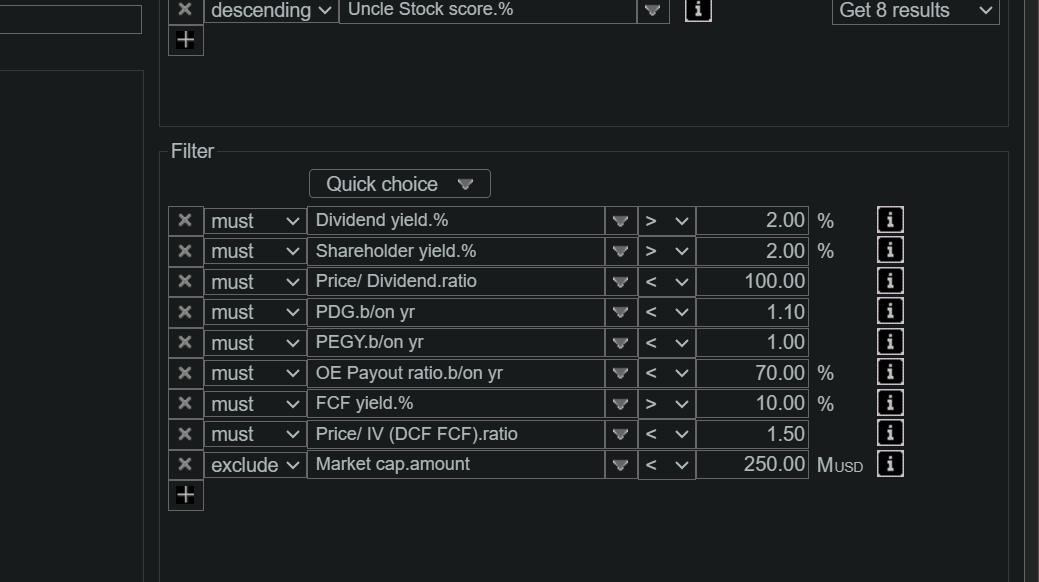 descending Uncle Stock score.% i Get 8 results
Filter
Quick choice
must Dividend yield.% > 2.00 % i
must Shareholder yield.% > 2.00 % i
must Price/ Dividend.ratio < 100.00 i
must PDG.b/on yr < 1.10 i
must PEGY.b/on yr < 1.00 i
must OE Payout ratio.b/on yr < 70.00 % i
must FCF yield.% > 10.00 % i
must Price/ IV (DCF FCF).ratio < 1.50 i
exclude Market cap.amount < 250.00 MUSD i